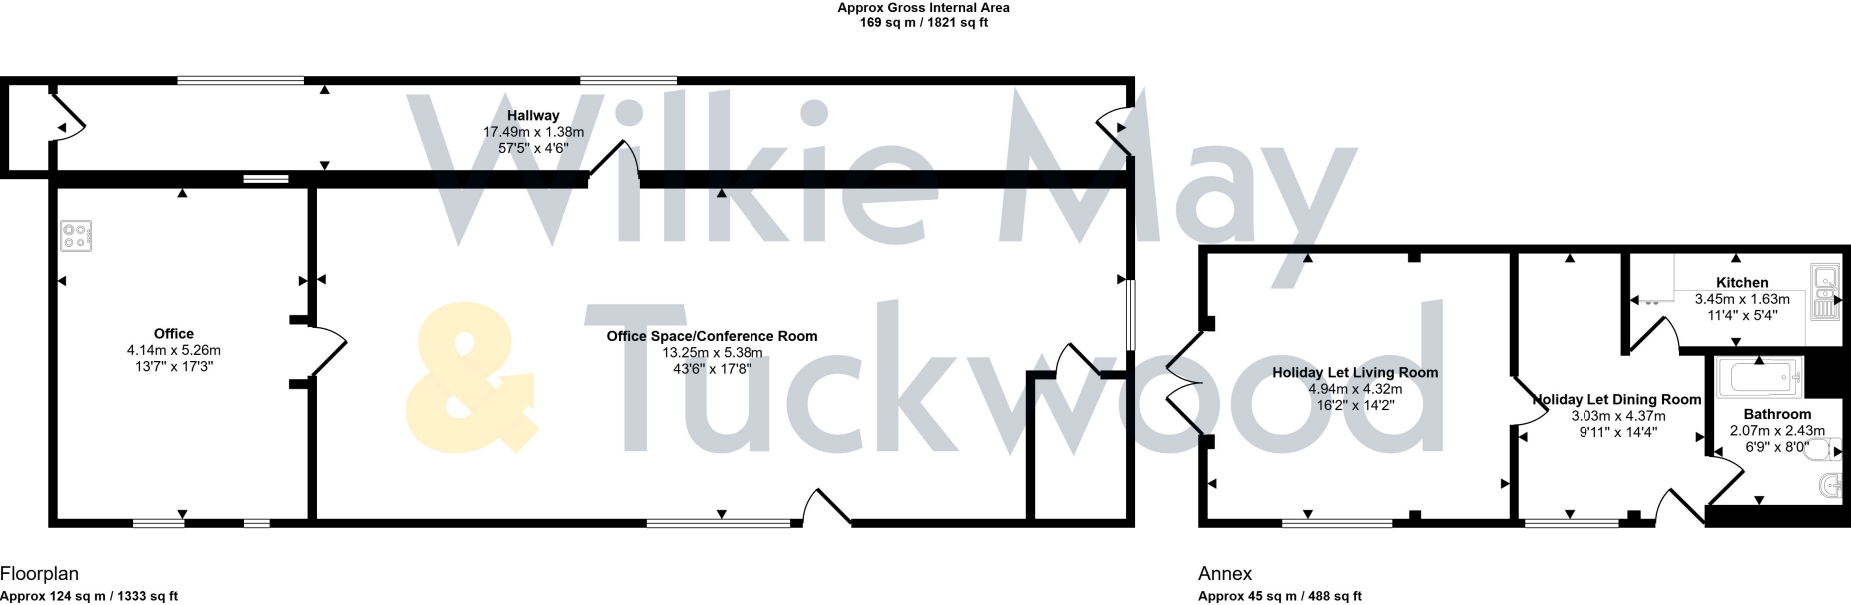 Approx Gross Internal Area
169 sq m / 1821 sq ft
Hallway
17.49m x 1.38m
57'5" x 4'6"
Wilkie May
& Tuckwood
Office
4.14m x 5.26m
13'7" x 17'3"
Office Space/Conference Room
13.25m x 5.38m
43'6" x 17'8"
Kitchen
3.45m x 1.63m
11'4" x 5'4"
Holiday Let Living Room
4.94m x 4.32m
16'2" x 14'2"
Holiday Let Dining Room
3.03m x 4.37m
9'11" x 14'4"
Bathroom
2.07m x 2.43m
6'9" x 8'0"
Floorplan
Approx 124 sq m / 1333 sq ft
Annex
Approx 45 sq m / 488 sq ft